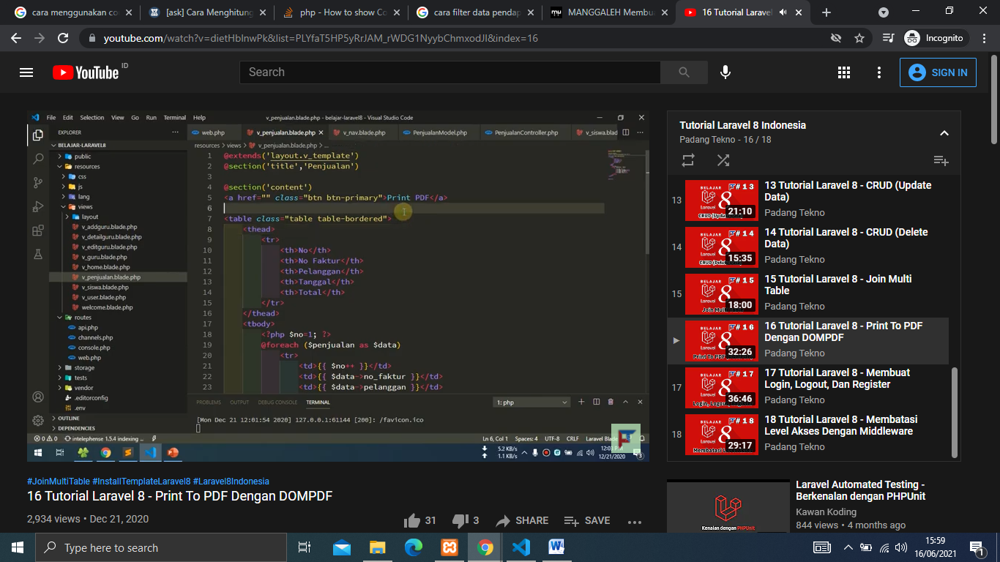 cara menggunakan co
[ask] Cara Menghitung
php - How to show Co
cara filter data pendap
MANGGALEH Membu
16 Tutorial Laravel
youtube.com/watch?v=dietHbInwPk&list=PLYfaT5HP5yRrJAM_rWDG1NyybChmxodJI&index=16
Incognito
YouTube ID
Search
SIGN IN
File Edit Selection View Go Run Terminal Help
v_penjualan.blade.php - belajar-laravel8 - Visual Studio Code
EXPLORER
web.php v_penjualan.blade.php v_nav.blade.php PenjualanModel.php PenjualanController.php v_siswa.blad
BELAJAR-LARAVEL8
resources > views > v_penjualan.blade.php > ...
public
resources
css
js
lang
views
layout
v_addguru.blade.php
v_detailguru.blade.php
v_editguru.blade.php
v_guru.blade.php
v_home.blade.php
v_penjualan.blade.php
v_siswa.blade.php
v_user.blade.php
welcome.blade.php
routes
api.php
channels.php
console.php
web.php
storage
tests
vendor
.editorconfig
.env
OUTLINE
DEPENDENCIES
1 @extends('layout.v_template')
2 @section('title','Penjualan')
3
4 @section('content')
5 <a href="" class="btn btn-primary">Print PDF</a>
6
7 <table class="table table-bordered">
8 <thead>
9 <tr>
10 <th>No</th>
11 <th>No Faktur</th>
12 <th>Pelanggan</th>
13 <th>Tanggal</th>
14 <th>Total</th>
15 </tr>
16 </thead>
17 <tbody>
18 <?php $no=1; ?>
19 @foreach ($penjualan as $data)
20 <tr>
21 <td>{{ $no++ }}</td>
22 <td>{{ $data->no_faktur }}</td>
23 <td>{{ $data->pelanggan }}</td>
PROBLEMS OUTPUT DEBUG CONSOLE TERMINAL
1: php
[Mon Dec 21 12:01:54 2020] 127.0.0.1:61144 [200]: /favicon.ico
0 0 intelephense 1.5.4 indexing ...
Ln 6, Col 1 Spaces: 4 UTF-8 CRLF Laravel Blade
5.2 KB/s
1.1 KB/s
12:03
12/21/2020
3
Tutorial Laravel 8 Indonesia
Padang Tekno - 16 / 18
13
BELAJAR #13
Laravel 8
21:10
13 Tutorial Laravel 8 - CRUD (Update
Data)
Padang Tekno
14
BELAJAR #14
Laravel 8
15:35
14 Tutorial Laravel 8 - CRUD (Delete
Data)
Padang Tekno
15
BELAJAR #15
Laravel 8
18:00
15 Tutorial Laravel 8 - Join Multi
Table
Padang Tekno
BELAJAR #16
Laravel 8
32:26
16 Tutorial Laravel 8 - Print To PDF
Dengan DOMPDF
Padang Tekno
17
BELAJAR #17
Laravel 8
36:46
17 Tutorial Laravel 8 - Membuat
Login, Logout, Dan Register
Padang Tekno
18
BELAJAR #18
Laravel 8
29:17
18 Tutorial Laravel 8 - Membatasi
Level Akses Dengan Middleware
Padang Tekno
#JoinMultiTable #InstallTemplateLaravel8 #Laravel8Indonesia
16 Tutorial Laravel 8 - Print To PDF Dengan DOMPDF
2,934 views • Dec 21, 2020
31
3
SHARE
SAVE
Laravel
Kenalan dengan PHPUnit
Laravel Automated Testing -
Berkenalan dengan PHPUnit
Kawan Koding
844 views • 4 months ago
Type here to search
15:59
16/06/2021
1